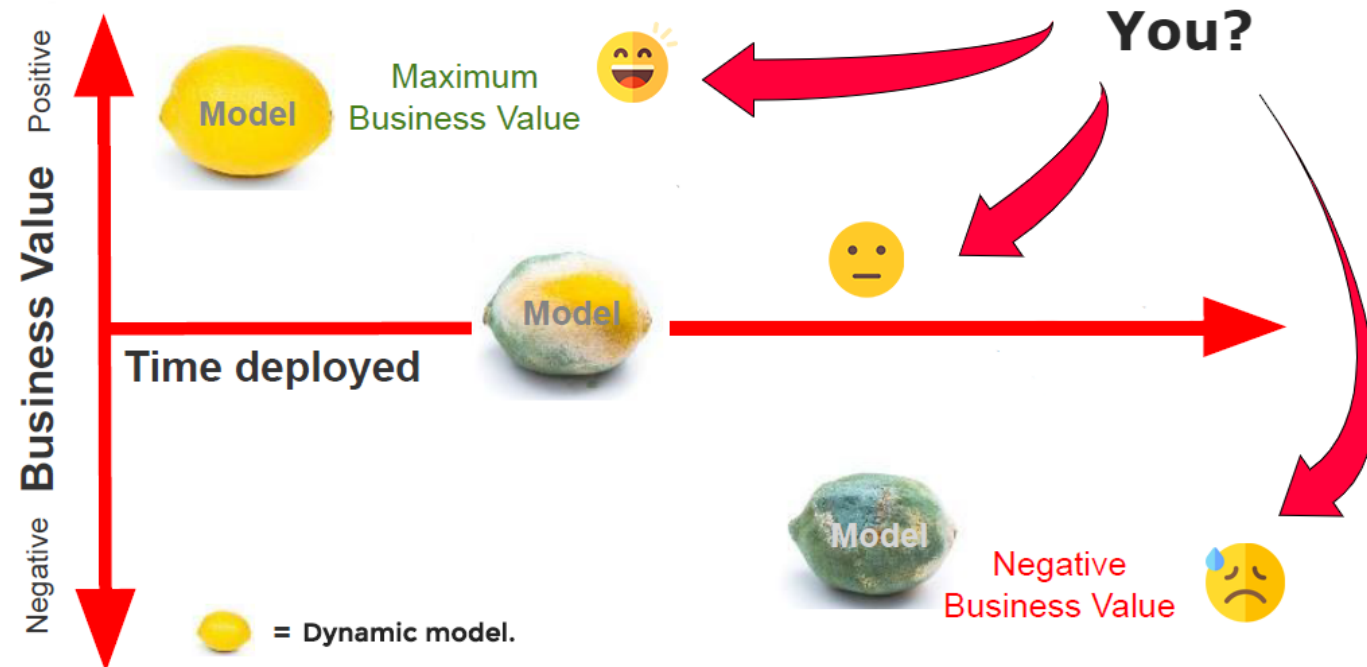 You?
Positive
Business Value
Negative
Model
Maximum
Business Value
Model
Time deployed
Model
Negative
Business Value
= Dynamic model.